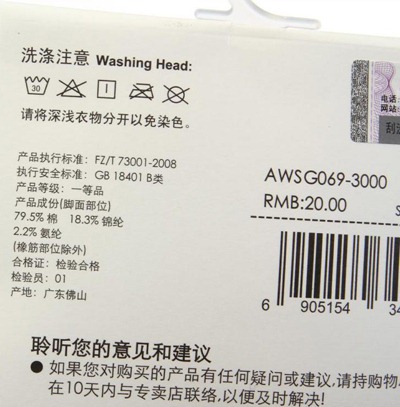 洗涤注意 Washing Head:
30
请将深浅衣物分开以免染色。
产品执行标准: FZ/T 73001-2008
执行安全标准: GB 18401 B类
产品等级: 一等品
产品成份(脚面部位)
79.5% 棉 18.3% 锦纶
2.2% 氨纶
(橡筋部位除外)
合格证: 检验合格
检验员: 01
产地: 广东佛山
电话
网站
刮
AWSG069-3000
RMB:20.00
S
6 905154 34
聆听您的意见和建议
● 如果您对购买的产品有任何疑问或建议,请持购物
在10天内与专卖店联络,以便及时解决!